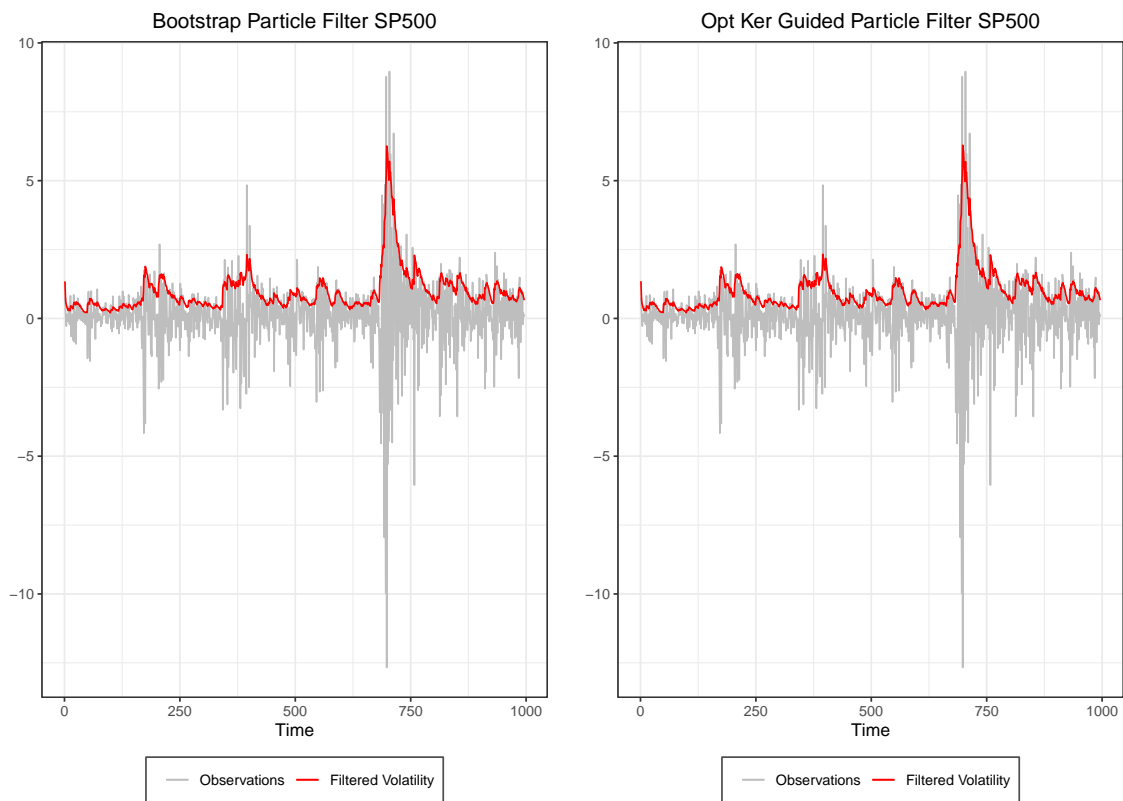 Bootstrap Particle Filter SP500
10
5
0
−5
−10
0 250 500 750 1000
Time
Observations Filtered Volatility
Opt Ker Guided Particle Filter SP500
10
5
0
−5
−10
0 250 500 750 1000
Time
Observations Filtered Volatility